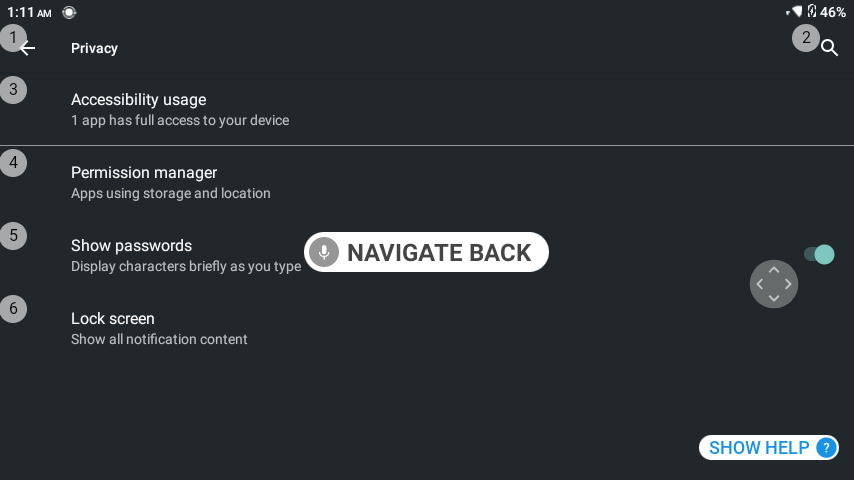 1:11 AM 46%
1 Privacy 2
3 Accessibility usage
1 app has full access to your device
4 Permission manager
Apps using storage and location
5 Show passwords
Display characters briefly as you type
NAVIGATE BACK
6 Lock screen
Show all notification content
SHOW HELP ?